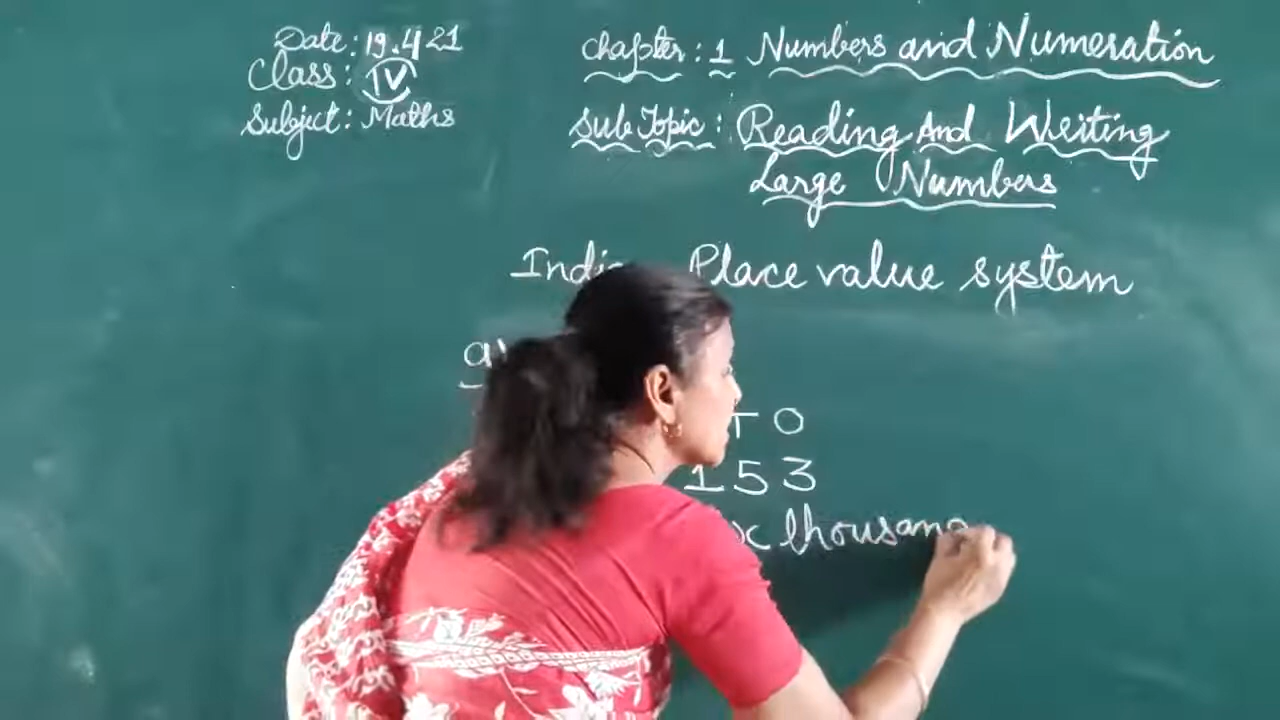 Date: 19.4 21
Class: IV
Subject: Maths
Chapter: 1 Numbers and Numeration
Sub Topic: Reading And Writing
Large Numbers
Place value system
T O
1 5 3
thousan